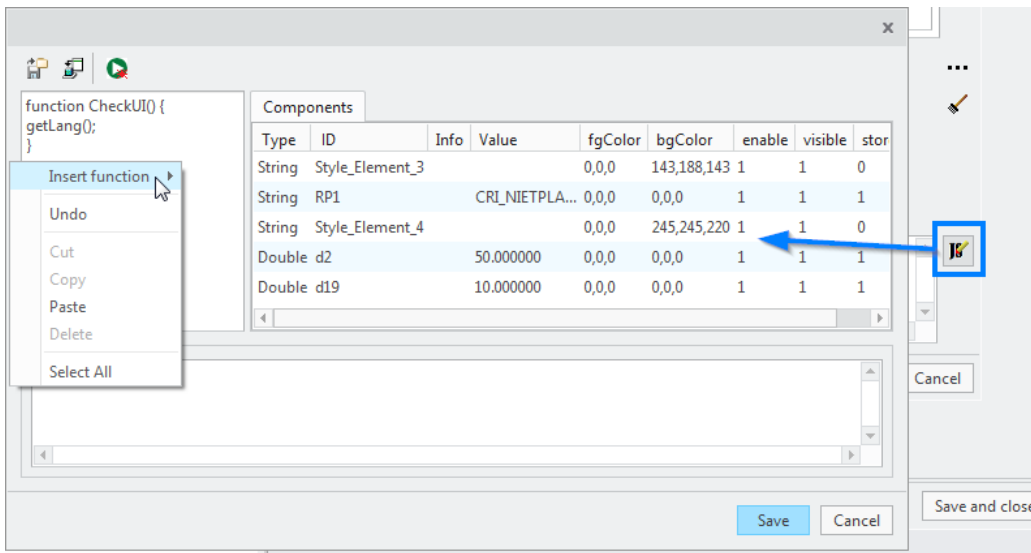 function CheckUI() {
getLang();
}
Insert function
Undo
Cut
Copy
Paste
Delete
Select All
Components
Type ID Info Value fgColor bgColor enable visible stor
String Style_Element_3 0,0,0 143,188,143 1 1 0
String RP1 CRI_NIETPLA... 0,0,0 0,0,0 1 1 1
String Style_Element_4 0,0,0 245,245,220 1 1 0
Double d2 50.000000 0,0,0 0,0,0 1 1 1
Double d19 10.000000 0,0,0 0,0,0 1 1 1
Save Cancel
Cancel
Save and close